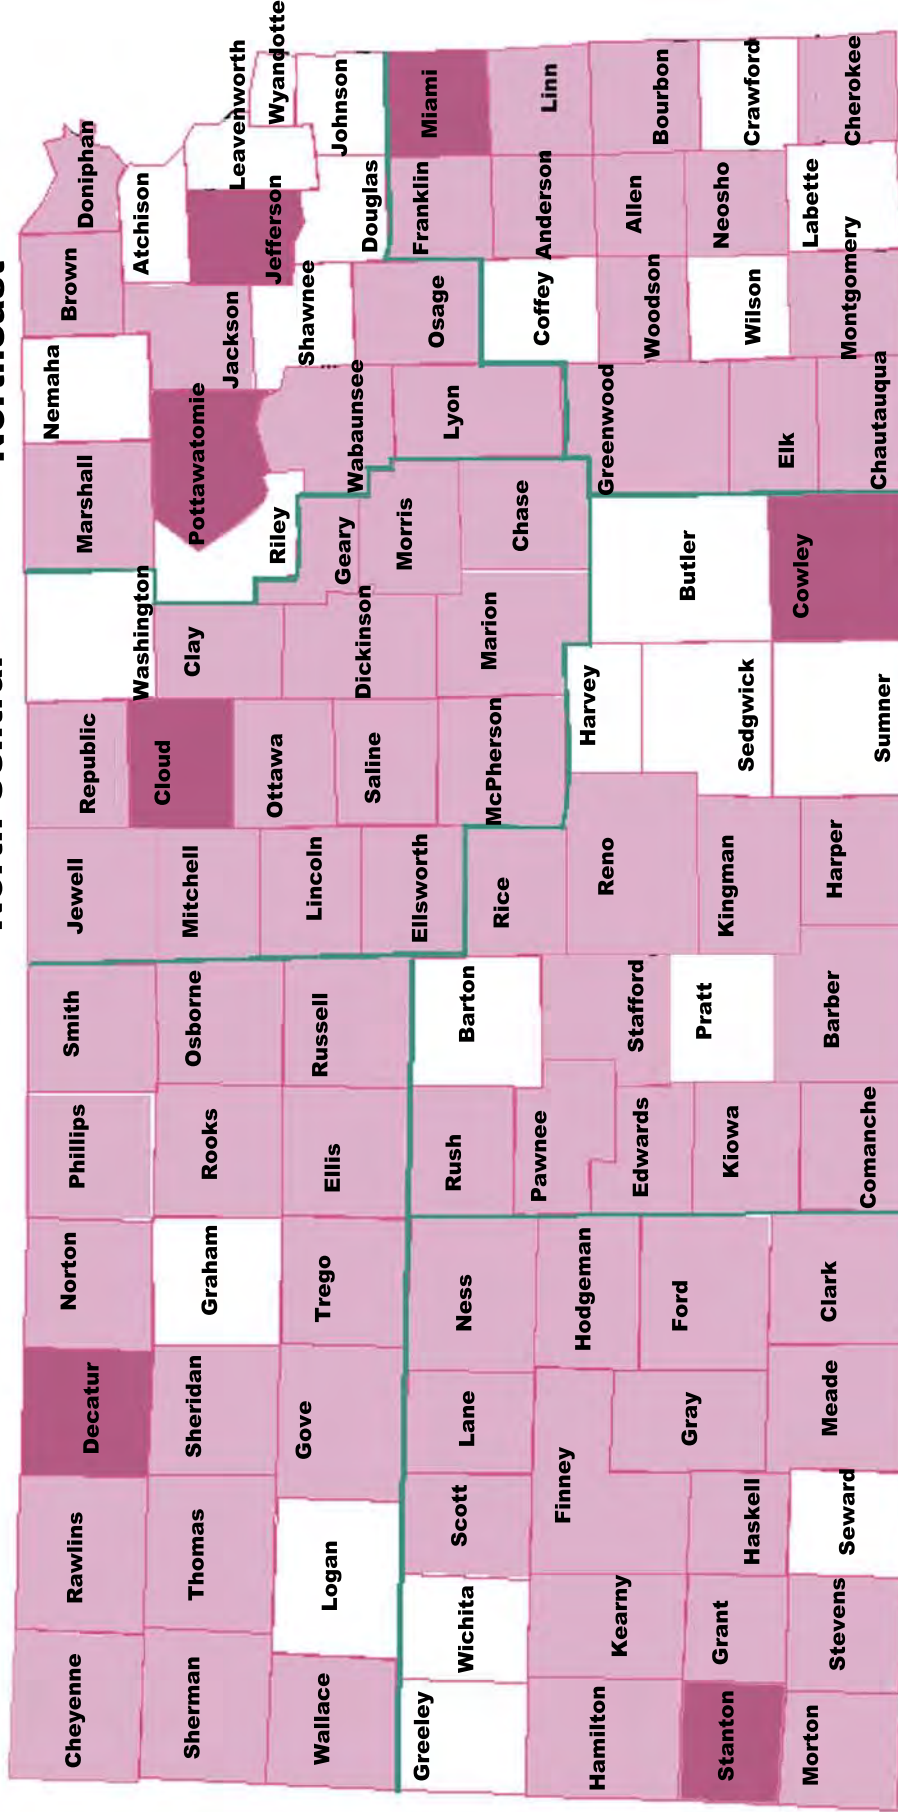 Cheyenne
Rawlins
Decatur
Norton
Phillips
Smith
Jewell
Republic
Washington
Marshall
Nemaha
Brown
Doniphan
Atchison
Sherman
Thomas
Sheridan
Graham
Rooks
Osborne
Mitchell
Cloud
Clay
Riley
Pottawatomie
Jackson
Jefferson
Leavenworth
Wyandotte
Wallace
Logan
Gove
Trego
Ellis
Russell
Lincoln
Ottawa
Saline
Dickinson
Geary
Wabaunsee
Shawnee
Douglas
Johnson
Greeley
Wichita
Scott
Lane
Ness
Rush
Barton
Ellsworth
Rice
McPherson
Marion
Morris
Chase
Lyon
Osage
Franklin
Miami
Hamilton
Kearny
Finney
Hodgeman
Pawnee
Stafford
Reno
Harvey
Butler
Greenwood
Coffey
Anderson
Linn
Stanton
Grant
Haskell
Gray
Ford
Edwards
Kiowa
Pratt
Kingman
Sedgwick
Elk
Woodson
Wilson
Allen
Neosho
Bourbon
Crawford
Morton
Stevens
Seward
Meade
Clark
Comanche
Barber
Harper
Sumner
Cowley
Chautauqua
Montgomery
Labette
Cherokee